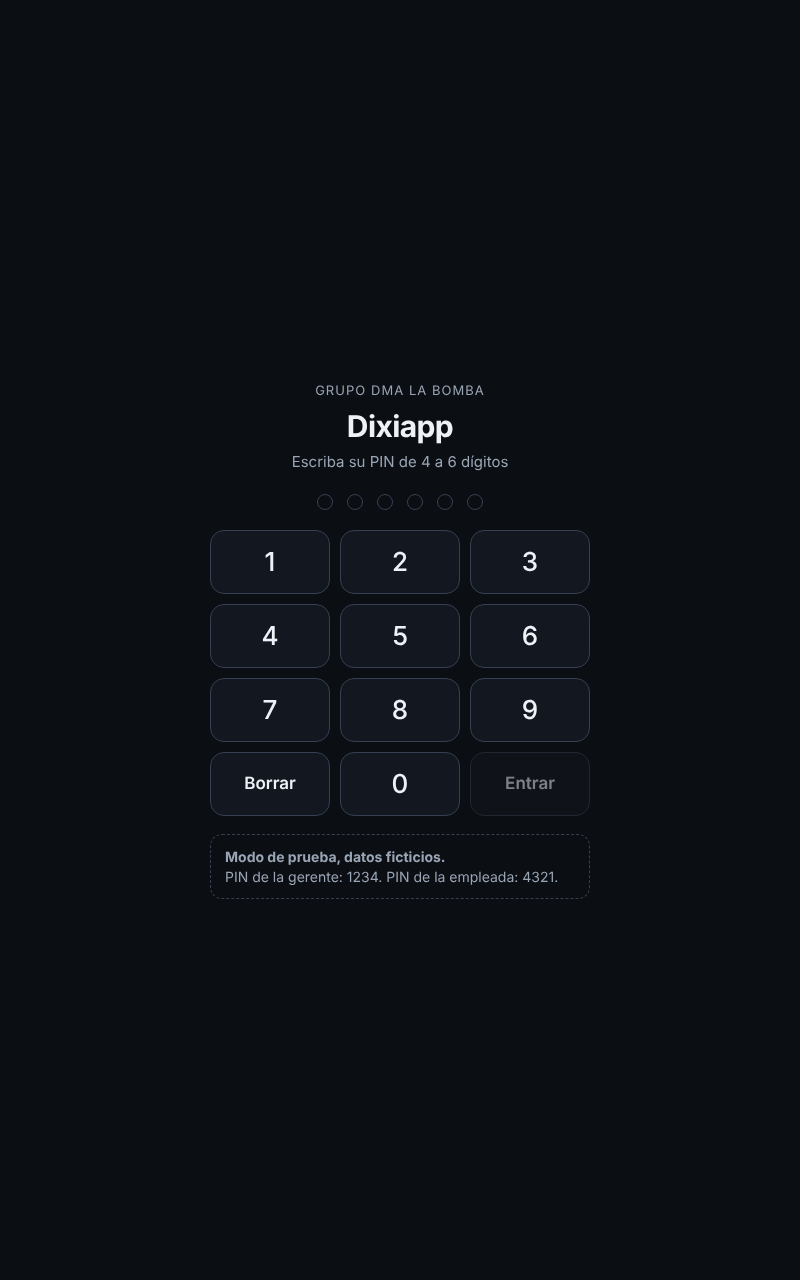 GRUPO DMA LA BOMBA
Dixiapp
Escriba su PIN de 4 a 6 dígitos
1 2 3
4 5 6
7 8 9
Borrar 0 Entrar
Modo de prueba, datos ficticios.
PIN de la gerente: 1234. PIN de la empleada: 4321.